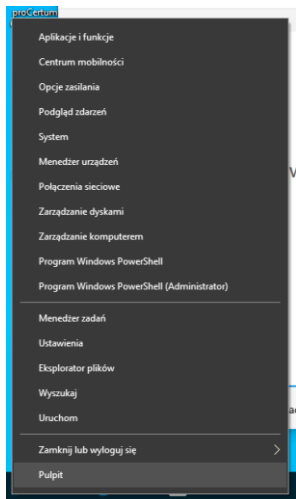 proCertum
Aplikacje i funkcje
Centrum mobilności
Opcje zasilania
Podgląd zdarzeń
System
Menedżer urządzeń
Połączenia sieciowe
Zarządzanie dyskami
Zarządzanie komputerem
Program Windows PowerShell
Program Windows PowerShell (Administrator)
Menedżer zadań
Ustawienia
Eksplorator plików
Wyszukaj
Uruchom
Zamknij lub wyloguj się
Pulpit